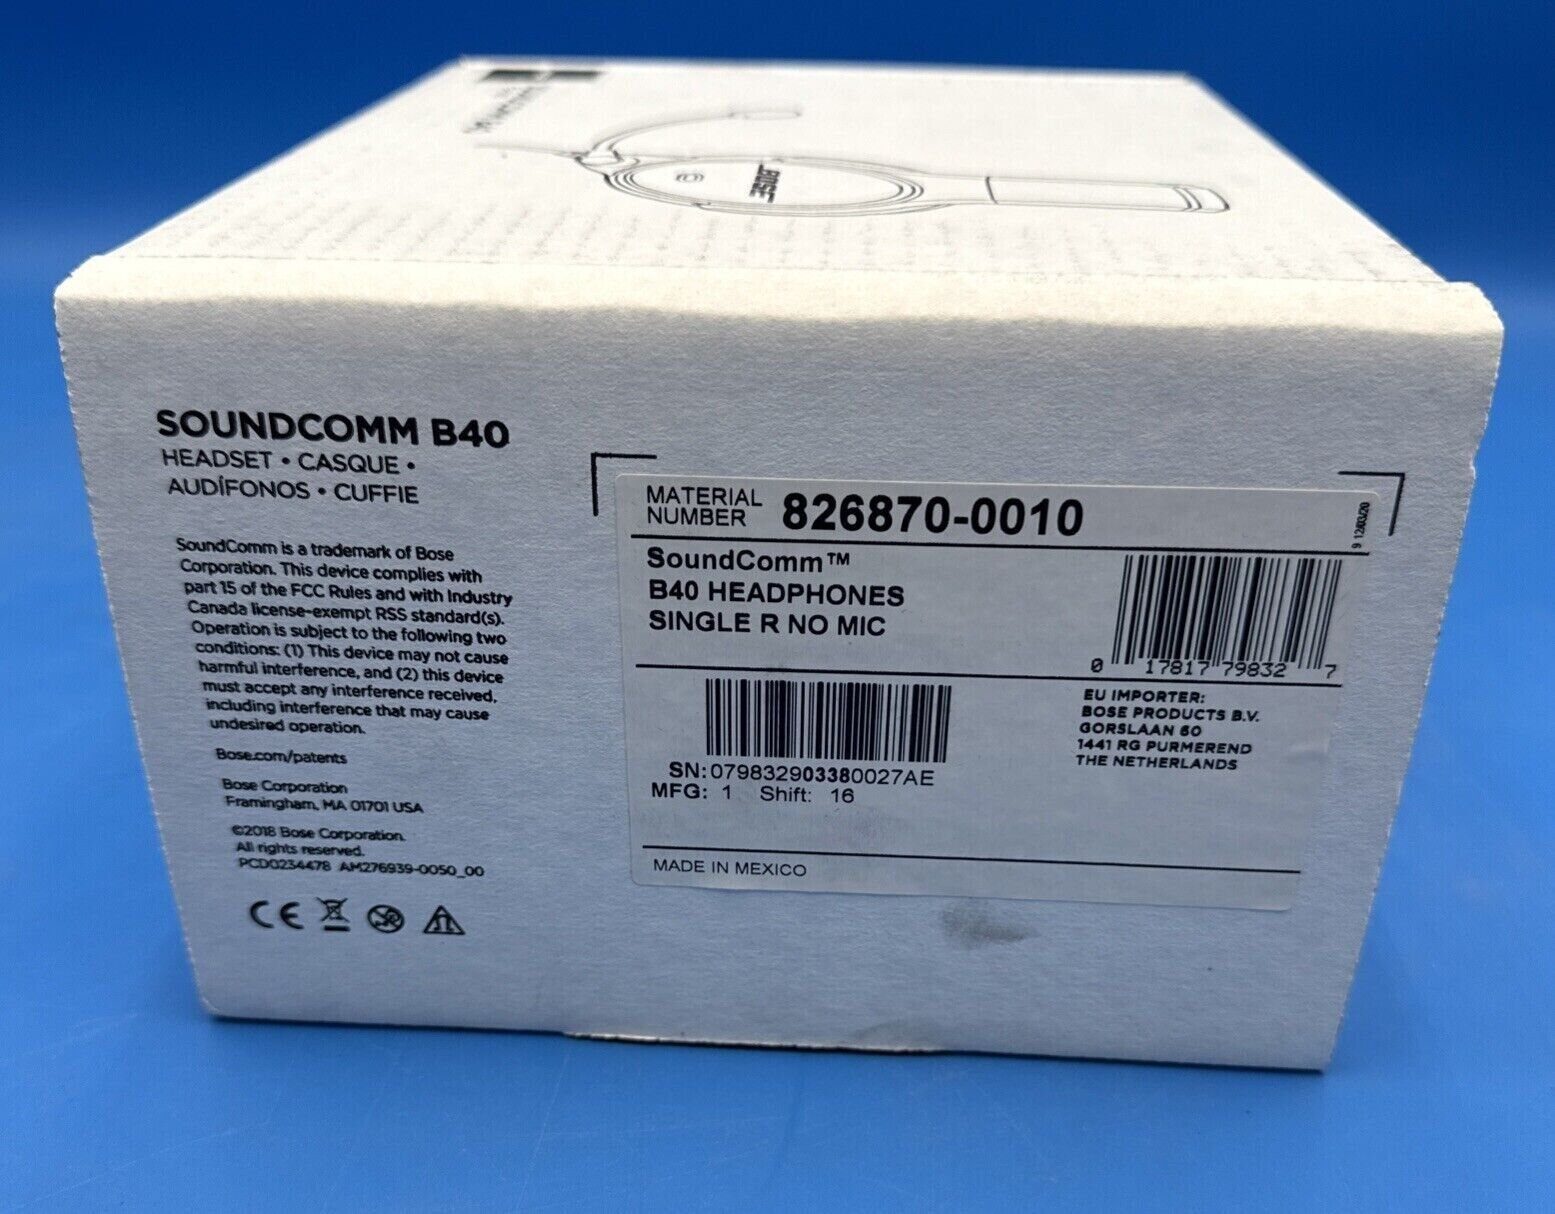 BOSE
SOUNDCOMM B40
HEADSET • CASQUE •
AUDÍFONOS • CUFFIE
SoundComm is a trademark of Bose
Corporation. This device complies with
part 15 of the FCC Rules and with Industry
Canada license-exempt RSS standard(s).
Operation is subject to the following two
conditions: (1) This device may not cause
harmful interference, and (2) this device
must accept any interference received,
including interference that may cause
undesired operation.
Bose.com/patents
Bose Corporation
Framingham, MA 01701 USA
©2018 Bose Corporation.
All rights reserved.
PCD0234478 AM276939-0050_00
CE
MATERIAL
NUMBER 826870-0010
9 12/03/20
SoundComm™
B40 HEADPHONES
SINGLE R NO MIC
0 17817 79832 7
SN:079832903380027AE
MFG: 1 Shift: 16
EU IMPORTER:
BOSE PRODUCTS B.V.
GORSLAAN 60
1441 RG PURMEREND
THE NETHERLANDS
MADE IN MEXICO